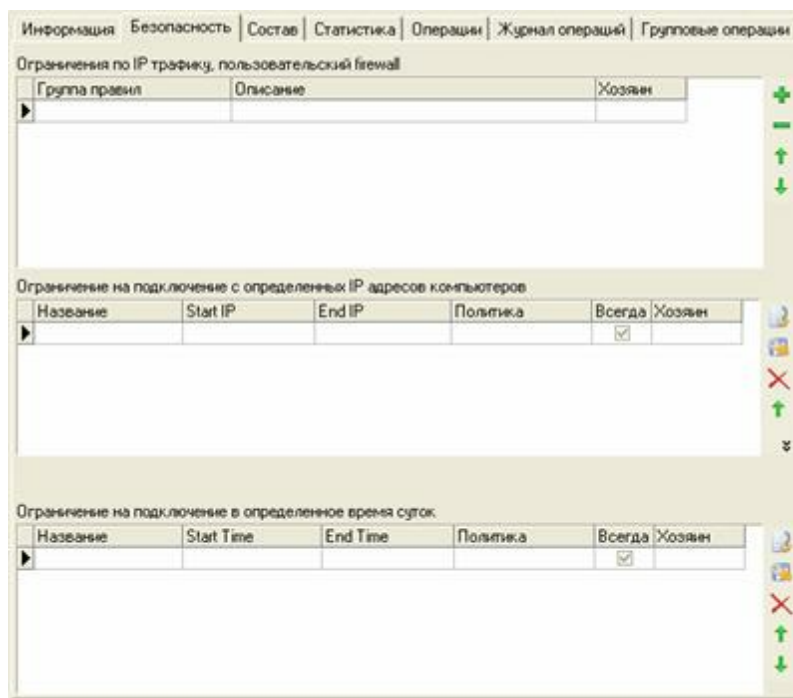 Информация Безопасность Состав Статистика Операции Журнал операций Групповые операции
Ограничения по IP трафику, пользовательский firewall
Группа правил Описание Хозяин
Ограничение на подключение с определенных IP адресов компьютеров
Название Start IP End IP Политика Всегда Хозяин
Ограничение на подключение в определенное время суток
Название Start Time End Time Политика Всегда Хозяин